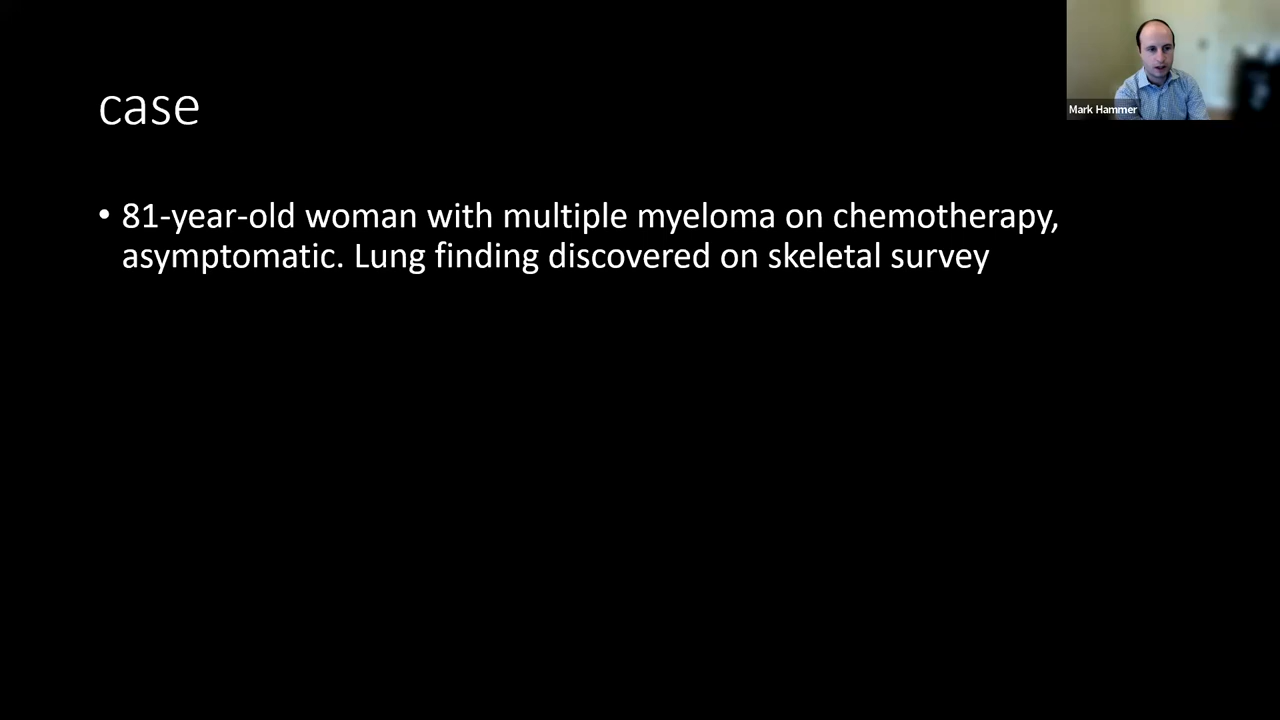 case
Mark Hammer
• 81-year-old woman with multiple myeloma on chemotherapy,
asymptomatic. Lung finding discovered on skeletal survey